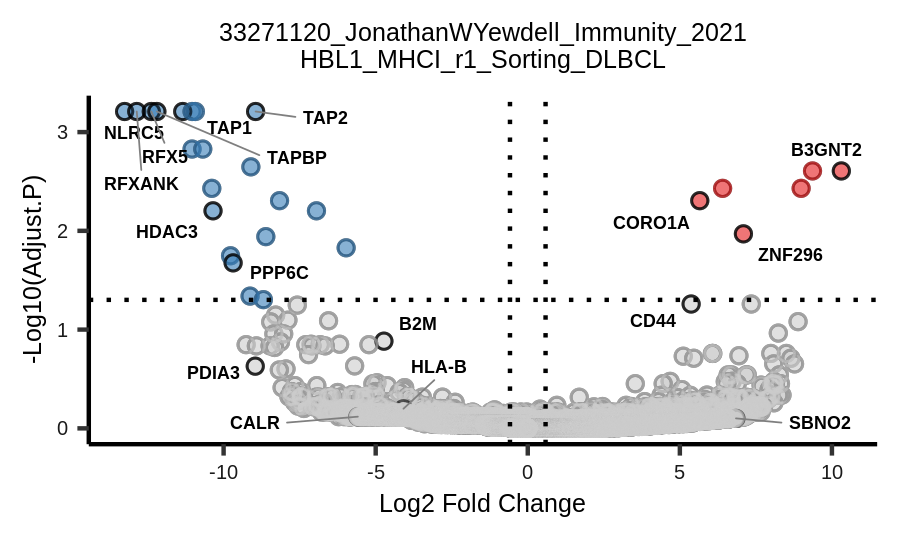 33271120_JonathanWYewdell_Immunity_2021
HBL1_MHCI_r1_Sorting_DLBCL
-Log10(Adjust.P)
3
2
1
0
NLRC5
TAP1
TAP2
RFX5
TAPBP
RFXANK
HDAC3
PPP6C
B2M
PDIA3
HLA-B
CALR
B3GNT2
CORO1A
ZNF296
CD44
SBNO2
-10
-5
0
5
10
Log2 Fold Change